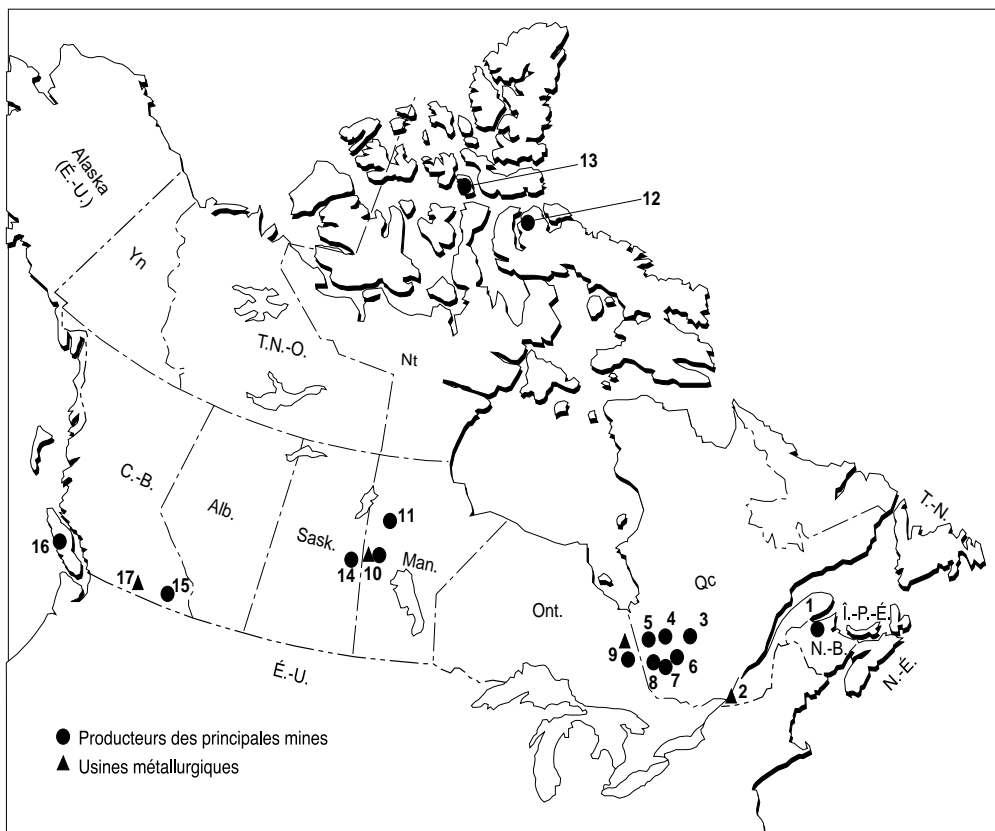 13
12
Alaska
(É.-U.)
Yn
T.N.-O.
Nt
C.-B.
Alb.
Sask.
Man.
11
14
10
16
17
15
É.-U.
Ont.
Qc
T.-N.
1
Î.-P.-É.
N.-B.
N.-É.
5
4
3
9
8
7
6
2
Producteurs des principales mines
Usines métallurgiques